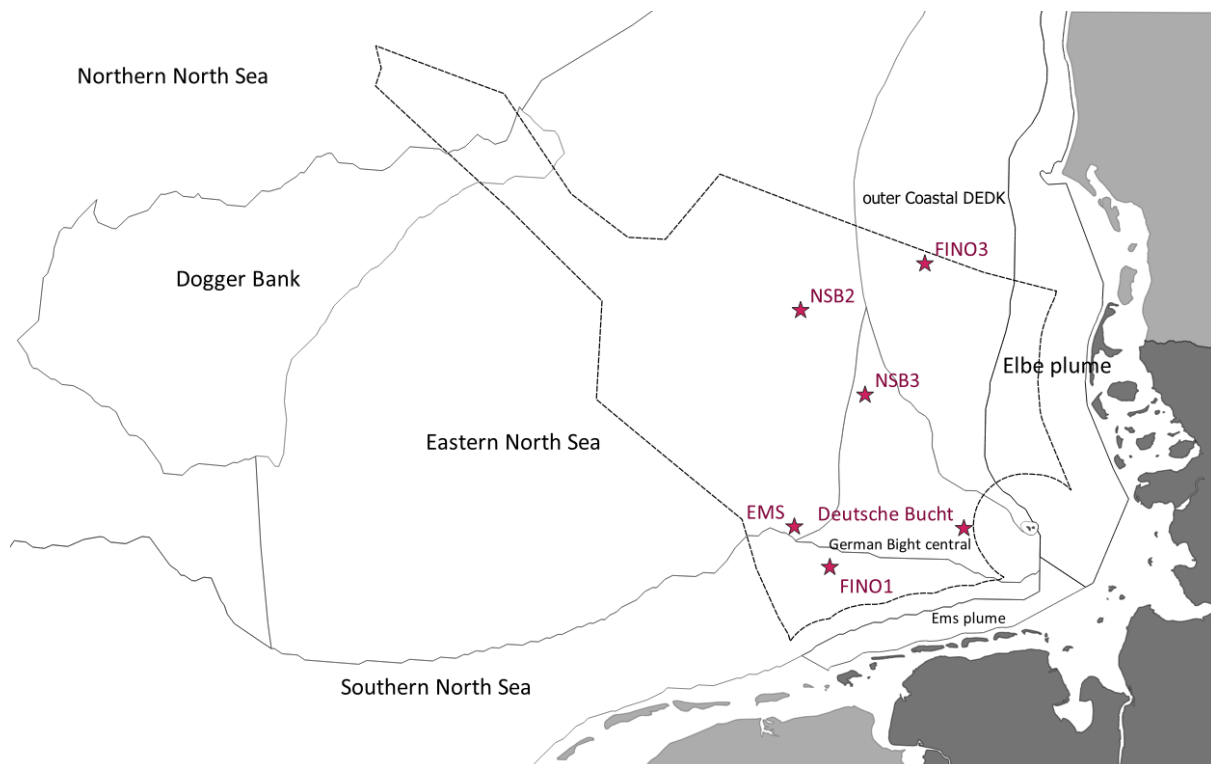 Northern North Sea
outer Coastal DEDK
FINO3
Dogger Bank
NSB2
Elbe plume
NSB3
Eastern North Sea
EMS
Deutsche Bucht
German Bight central
FINO1
Ems plume
Southern North Sea